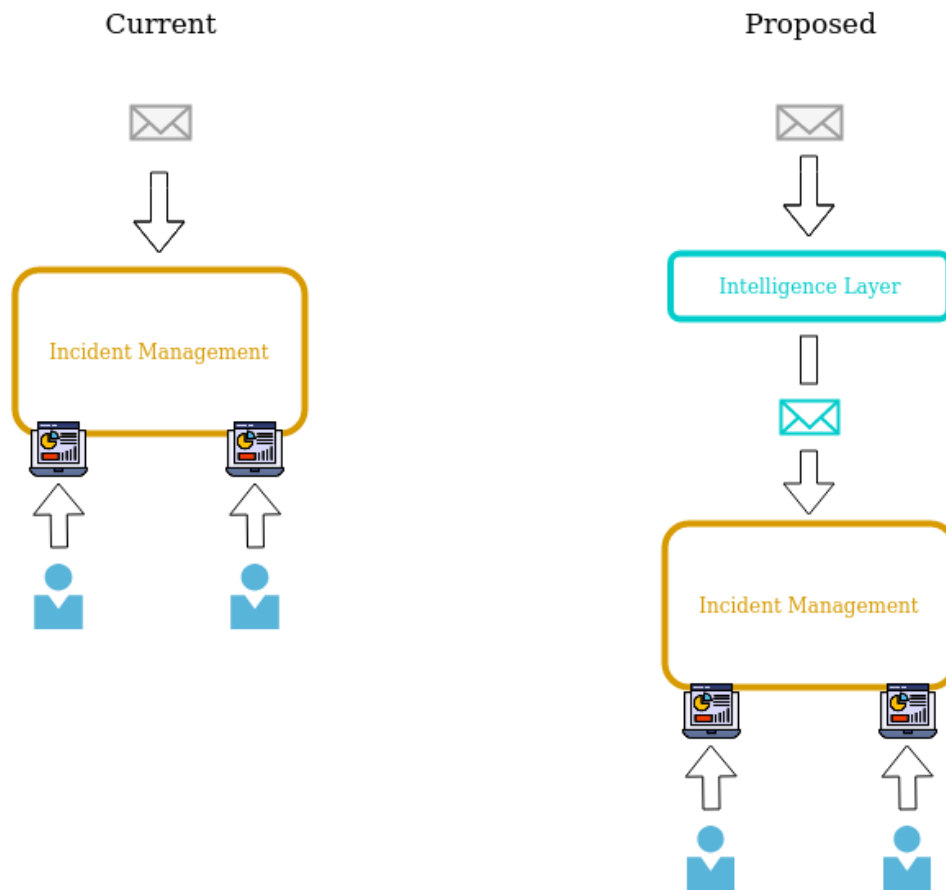 Current
Proposed
Intelligence Layer
Incident Management
Incident Management